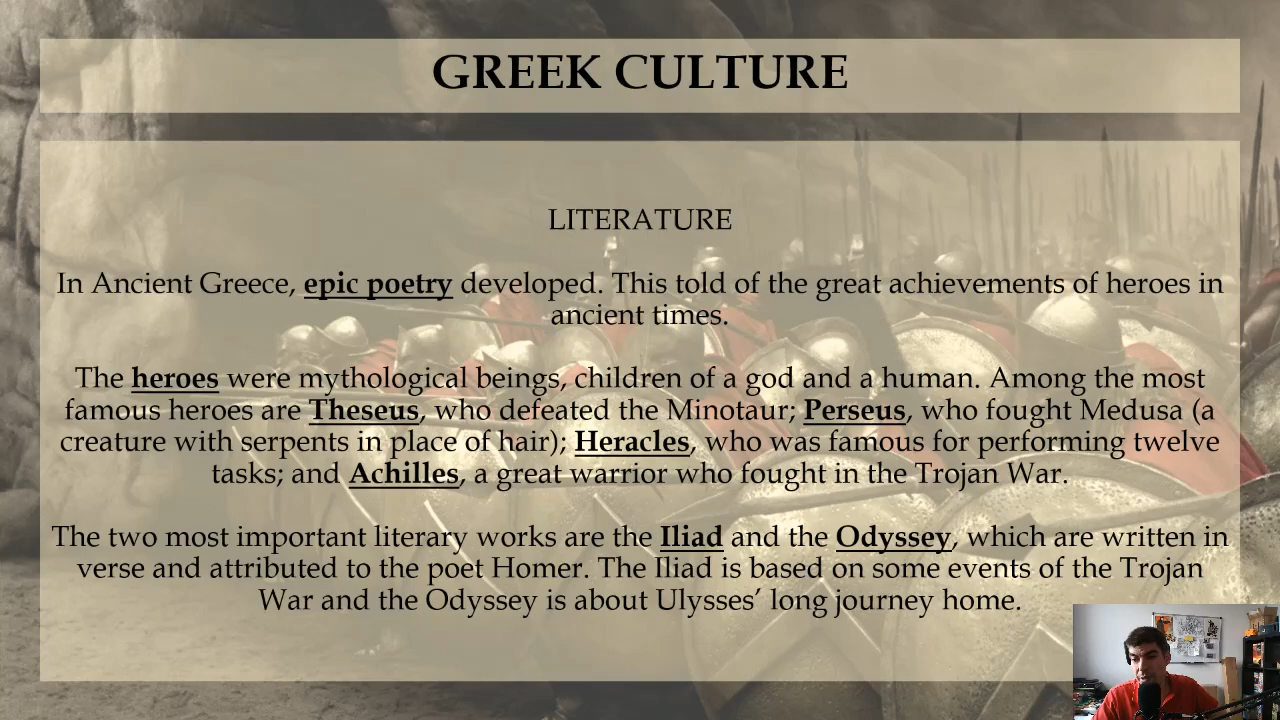 GREEK CULTURE
LITERATURE
In Ancient Greece, epic poetry developed. This told of the great achievements of heroes in
ancient times.
The heroes were mythological beings, children of a god and a human. Among the most
famous heroes are Theseus, who defeated the Minotaur; Perseus, who fought Medusa (a
creature with serpents in place of hair); Heracles, who was famous for performing twelve
tasks; and Achilles, a great warrior who fought in the Trojan War.
The two most important literary works are the Iliad and the Odyssey, which are written in
verse and attributed to the poet Homer. The Iliad is based on some events of the Trojan
War and the Odyssey is about Ulysses’ long journey home.